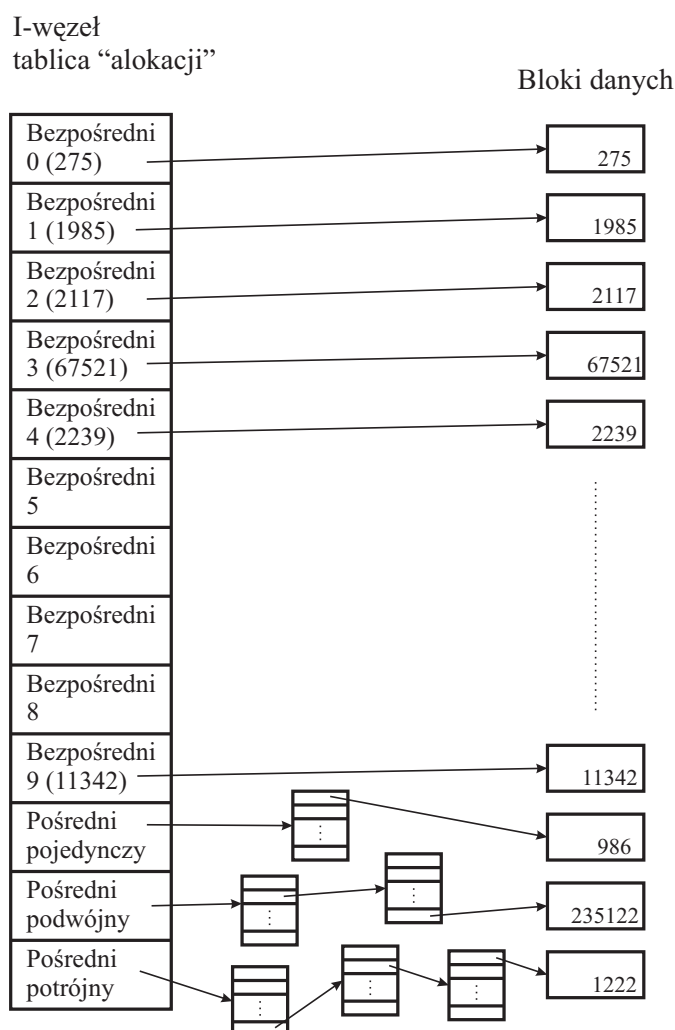 I-węzeł
tablica “alokacji”
Bloki danych
Bezpośredni
0 (275)
275
Bezpośredni
1 (1985)
1985
Bezpośredni
2 (2117)
2117
Bezpośredni
3 (67521)
67521
Bezpośredni
4 (2239)
2239
Bezpośredni
5
Bezpośredni
6
Bezpośredni
7
Bezpośredni
8
Bezpośredni
9 (11342)
11342
Pośredni
pojedynczy
986
Pośredni
podwójny
235122
Pośredni
potrójny
1222